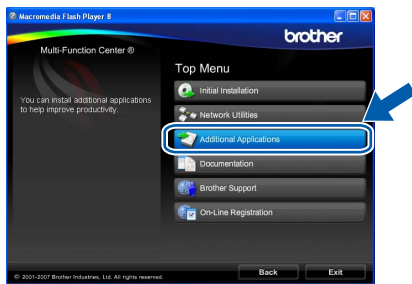 Macromedia Flash Player 8
brother
Multi-Function Center ®
You can install additional applications
to help improve productivity.
Top Menu
Initial Installation
Network Utilities
Additional Applications
Documentation
Brother Support
On-Line Registration
© 2001-2007 Brother Industries, Ltd. All rights reserved.
Back
Exit